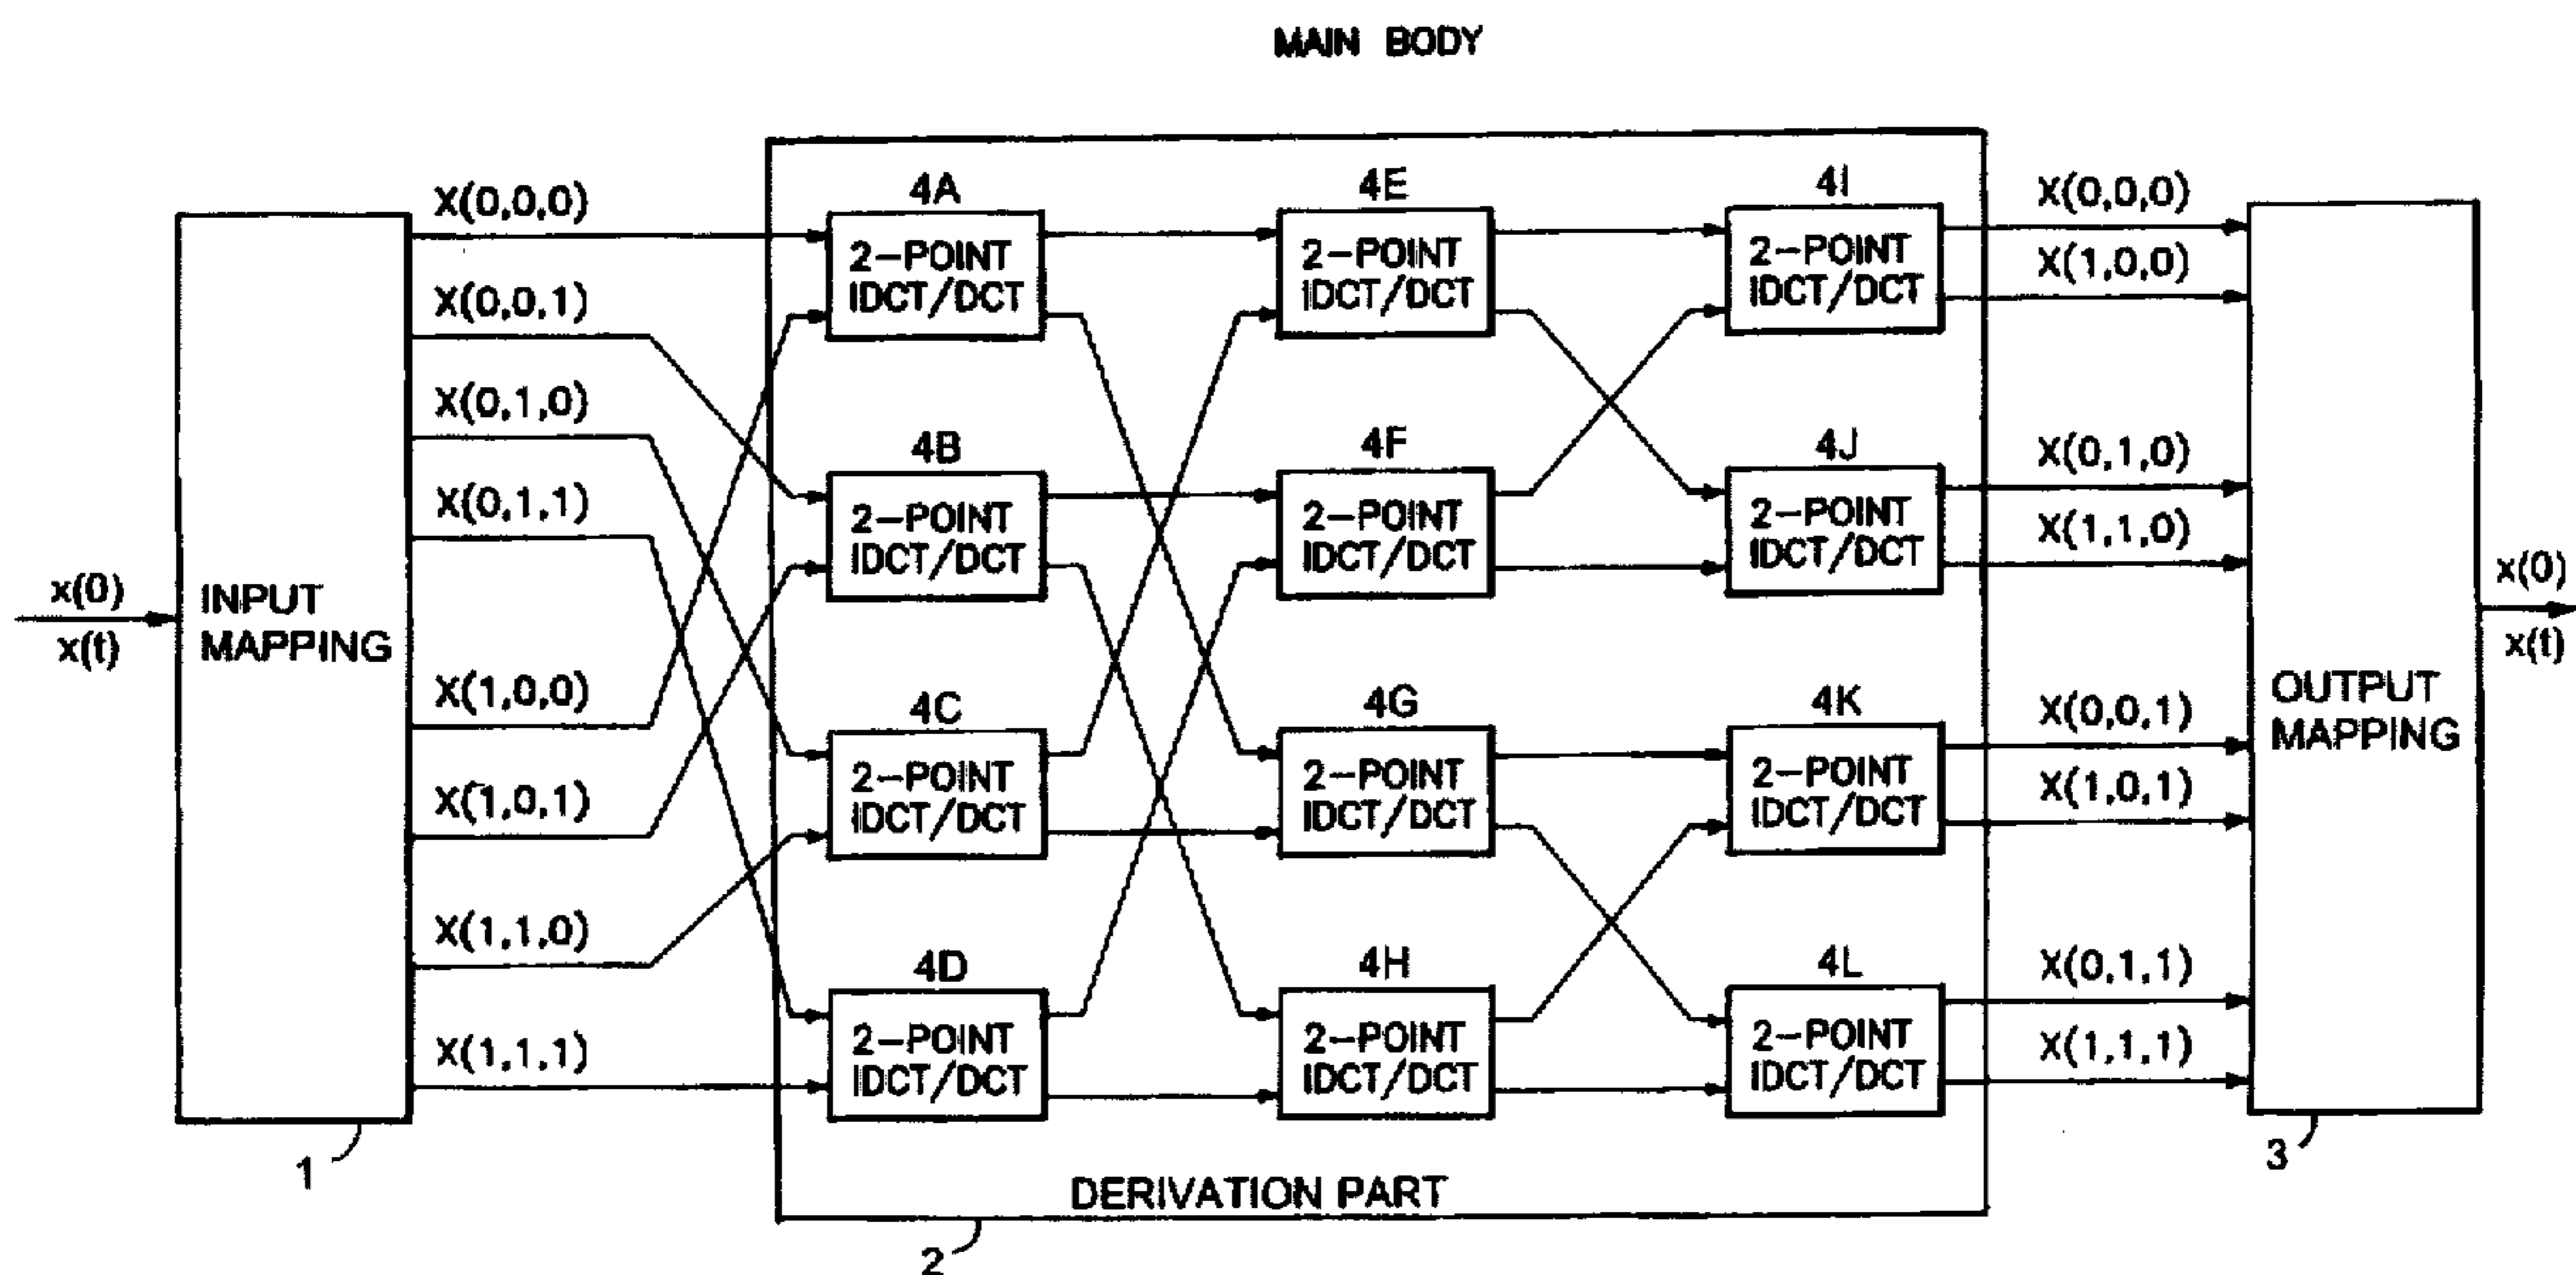 MAIN BODY
X(0,0,0)
X(0,0,1)
X(0,1,0)
X(0,1,1)
X(1,0,0)
X(1,0,1)
X(1,1,0)
X(1,1,1)
x(0)
x(t)
INPUT
MAPPING
1
4A
2-POINT
IDCT/DCT
4B
2-POINT
IDCT/DCT
4C
2-POINT
IDCT/DCT
4D
2-POINT
IDCT/DCT
4E
2-POINT
IDCT/DCT
4F
2-POINT
IDCT/DCT
4G
2-POINT
IDCT/DCT
4H
2-POINT
IDCT/DCT
4I
2-POINT
IDCT/DCT
4J
2-POINT
IDCT/DCT
4K
2-POINT
IDCT/DCT
4L
2-POINT
IDCT/DCT
DERIVATION PART
2
X(0,0,0)
X(1,0,0)
X(0,1,0)
X(1,1,0)
X(0,0,1)
X(1,0,1)
X(0,1,1)
X(1,1,1)
OUTPUT
MAPPING
3
x(0)
x(t)